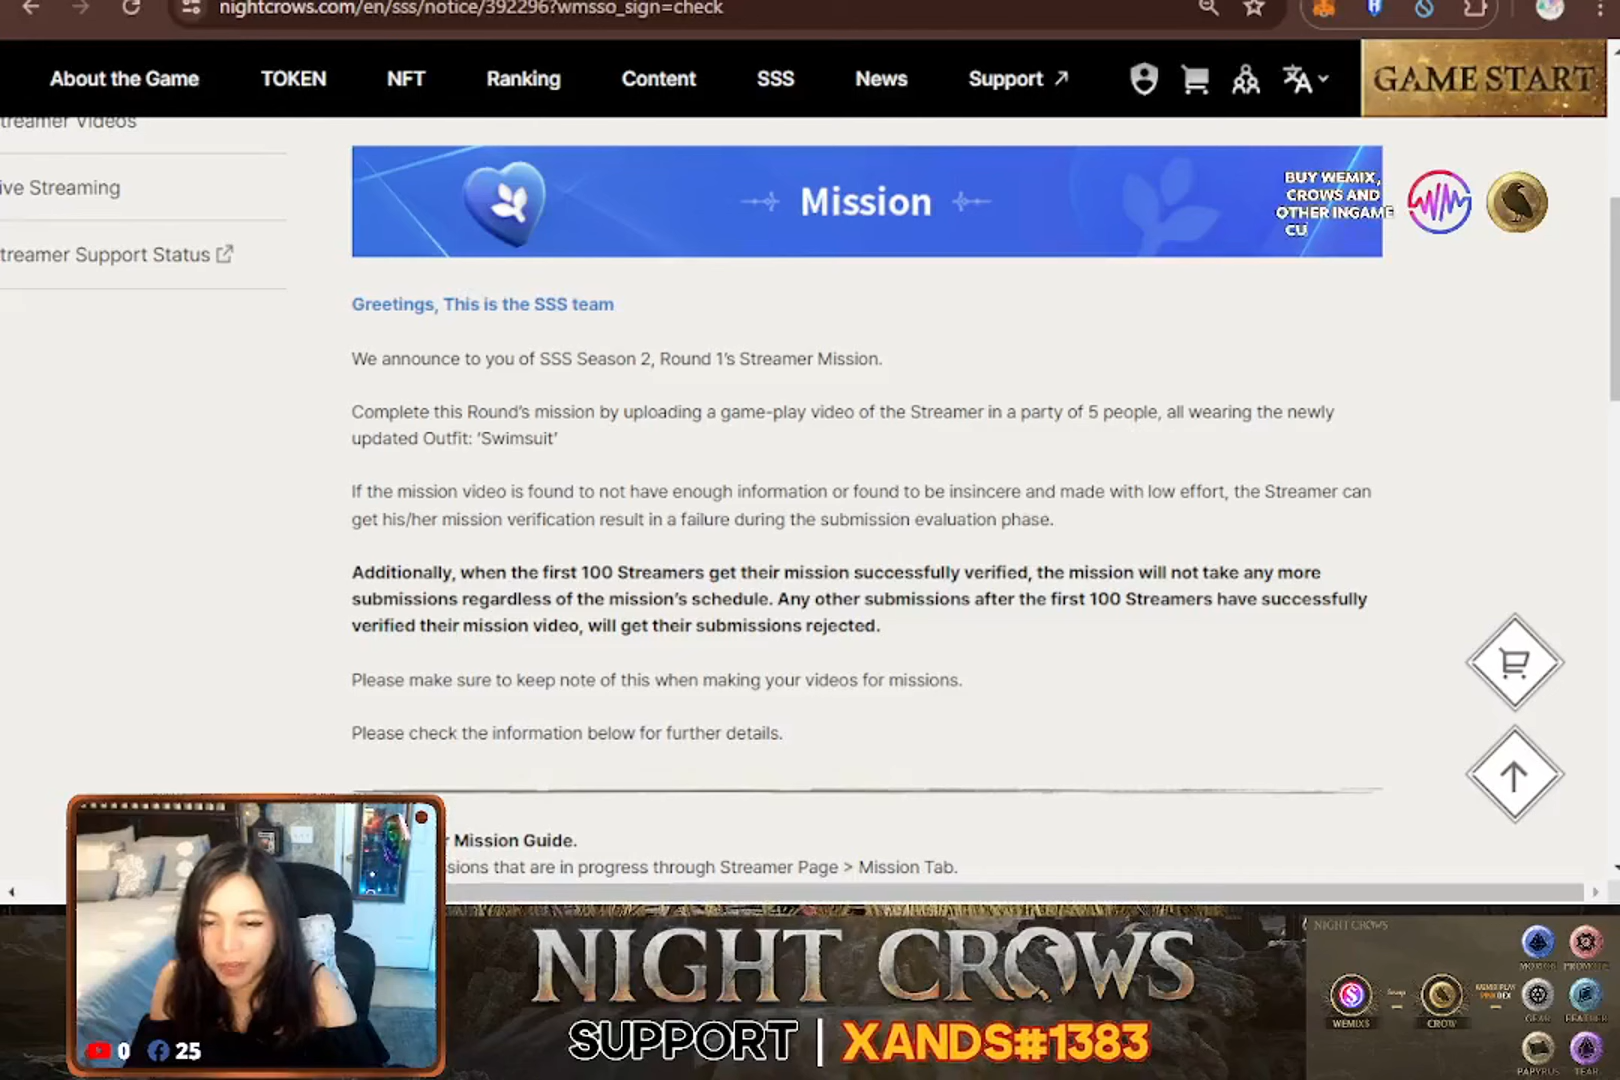 nightcrows.com/en/sss/notice/392296?wmsso_sign=check
About the Game
TOKEN
NFT
Ranking
Content
SSS
News
Support
GAME START
treamer Videos
ive Streaming
treamer Support Status
Mission
BUY WEMIX,
CROWS AND
OTHER INGAME
CU
Greetings, This is the SSS team
We announce to you of SSS Season 2, Round 1's Streamer Mission.
Complete this Round's mission by uploading a game-play video of the Streamer in a party of 5 people, all wearing the newly
updated Outfit: 'Swimsuit'
If the mission video is found to not have enough information or found to be insincere and made with low effort, the Streamer can
get his/her mission verification result in a failure during the submission evaluation phase.
Additionally, when the first 100 Streamers get their mission successfully verified, the mission will not take any more
submissions regardless of the mission's schedule. Any other submissions after the first 100 Streamers have successfully
verified their mission video, will get their submissions rejected.
Please make sure to keep note of this when making your videos for missions.
Please check the information below for further details.
r Mission Guide.
sions that are in progress through Streamer Page > Mission Tab.
0
25
NIGHT CROWS
SUPPORT | XANDS#1383
NIGHT CROWS
WEMIX$
CROW
GEAR
FEATHER
PAPYRUS
TEAR